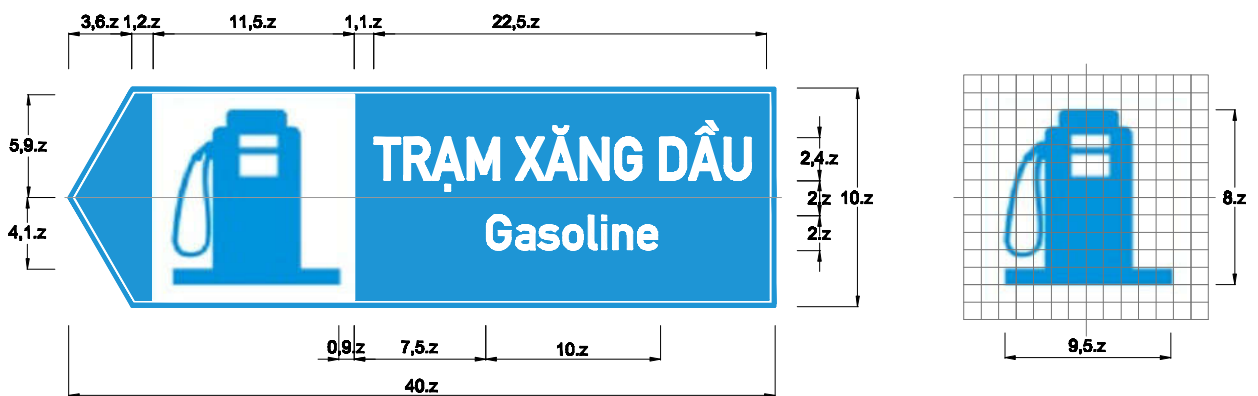 3,6.z 1,2.z 11,5.z 1,1.z 22,5.z
5,9.z
4,1.z
TRẠM XĂNG DẦU
Gasoline
2,4.z
2.z
2.z
10.z
8.z
0,9.z 7,5.z 10.z
40.z
9,5.z